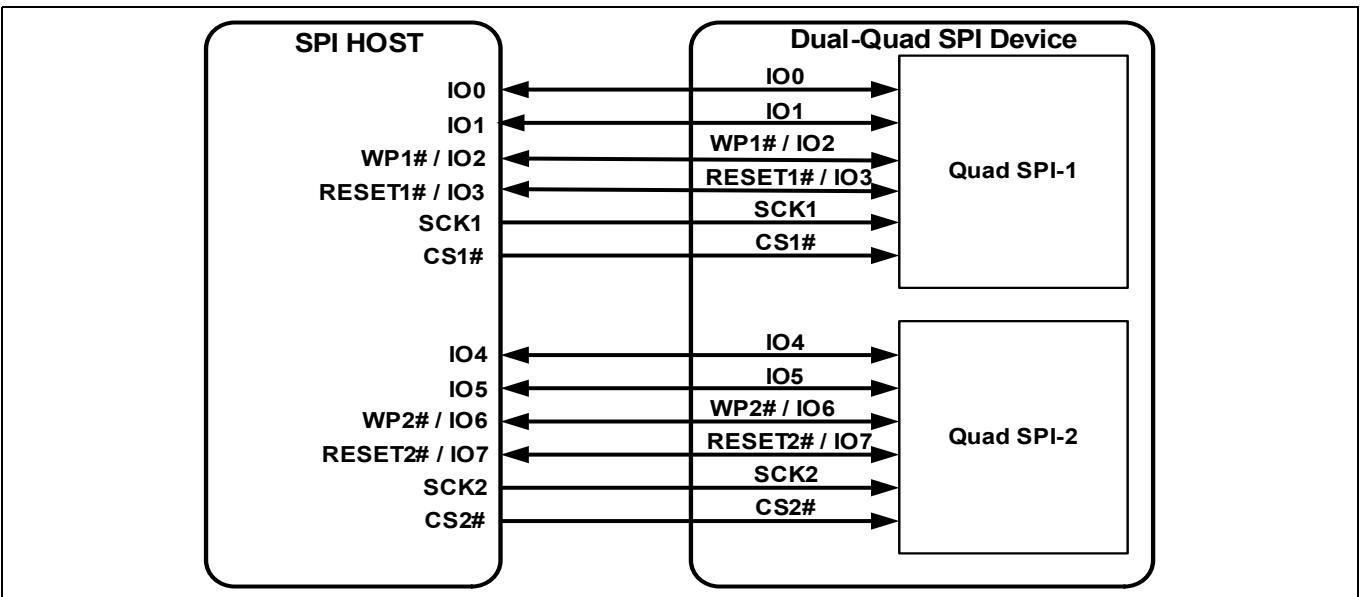 SPI HOST
Dual-Quad SPI Device
IO0
IO0
IO1
IO1
WP1# / IO2
WP1# / IO2
RESET1# / IO3
RESET1# / IO3
SCK1
SCK1
CS1#
CS1#
Quad SPI-1
IO4
IO4
IO5
IO5
WP2# / IO6
WP2# / IO6
RESET2# / IO7
RESET2# / IO7
SCK2
SCK2
CS2#
CS2#
Quad SPI-2